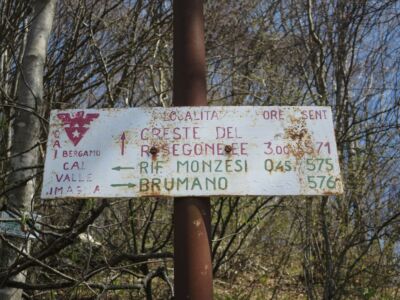 LOCALITA ORE SENT
CRESTE DEL
RESEGONE 3.00 571
RIF MONZESI 0.45 575
BRUMANO 576
CAI
BERGAMO
CAI
VALLE
IMAGNA